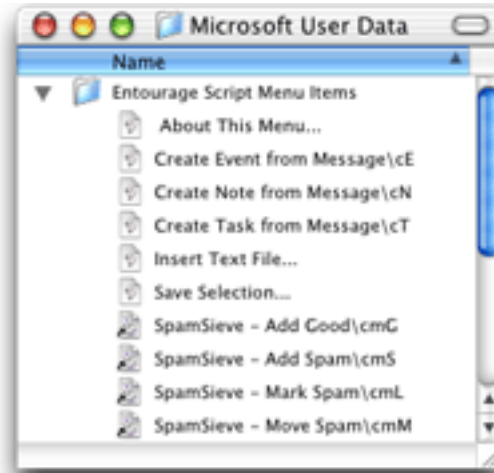 Microsoft User Data
Name
Entourage Script Menu Items
About This Menu...
Create Event from Message\cE
Create Note from Message\cN
Create Task from Message\cT
Insert Text File...
Save Selection...
SpamSieve - Add Good\cmG
SpamSieve - Add Spam\cmS
SpamSieve - Mark Spam\cmL
SpamSieve - Move Spam\cmM